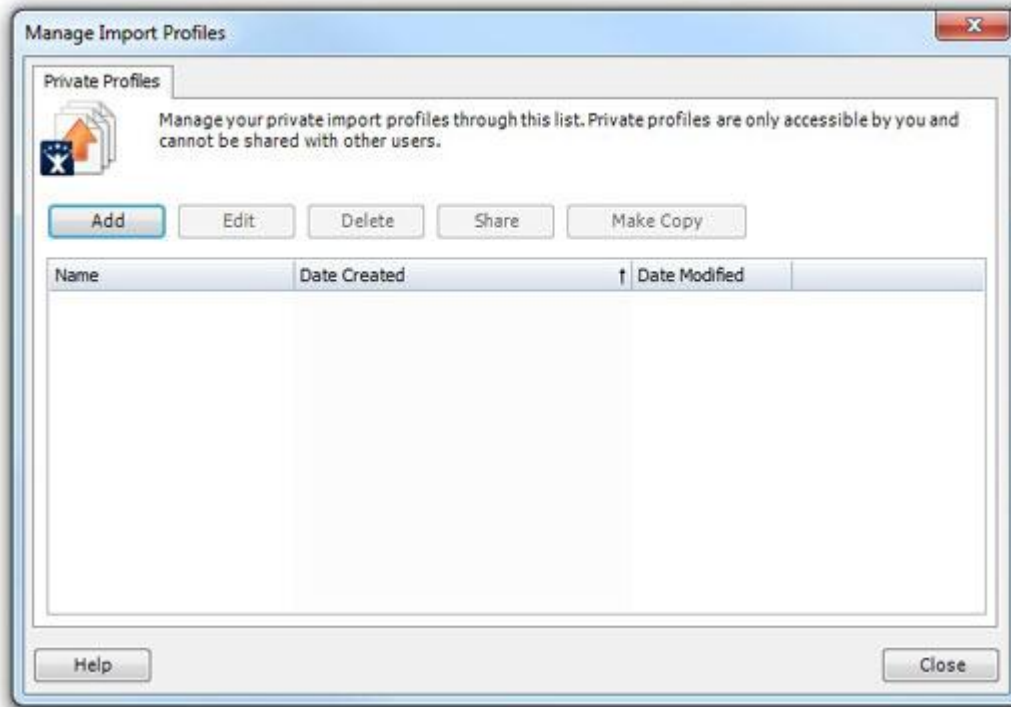 Manage Import Profiles
Private Profiles
Manage your private import profiles through this list. Private profiles are only accessible by you and
cannot be shared with other users.
Add Edit Delete Share Make Copy
Name Date Created Date Modified
Help Close